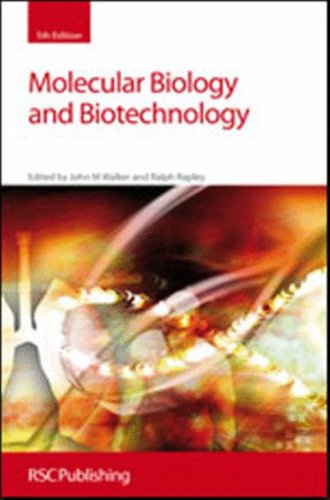 5th Edition
Molecular Biology
and Biotechnology
Edited by John M Walker and Ralph Rapley
RSCPublishing